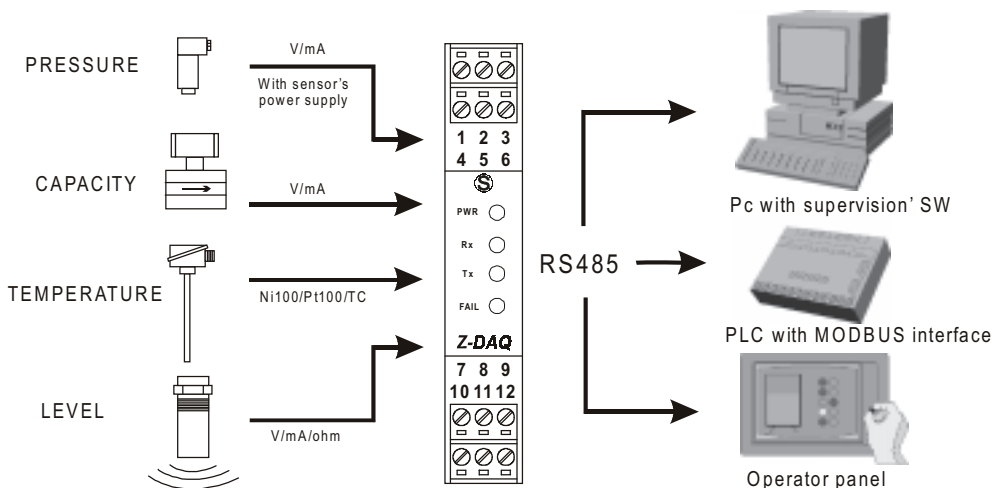 PRESSURE
V/mA
With sensor's
power supply
CAPACITY
V/mA
TEMPERATURE
Ni100/Pt100/TC
LEVEL
V/mA/ohm
1 2 3
4 5 6
S
PWR
Rx
Tx
FAIL
Z-DAQ
7 8 9
10 11 12
RS485
Pc with supervision' SW
PLC with MODBUS interface
Operator panel